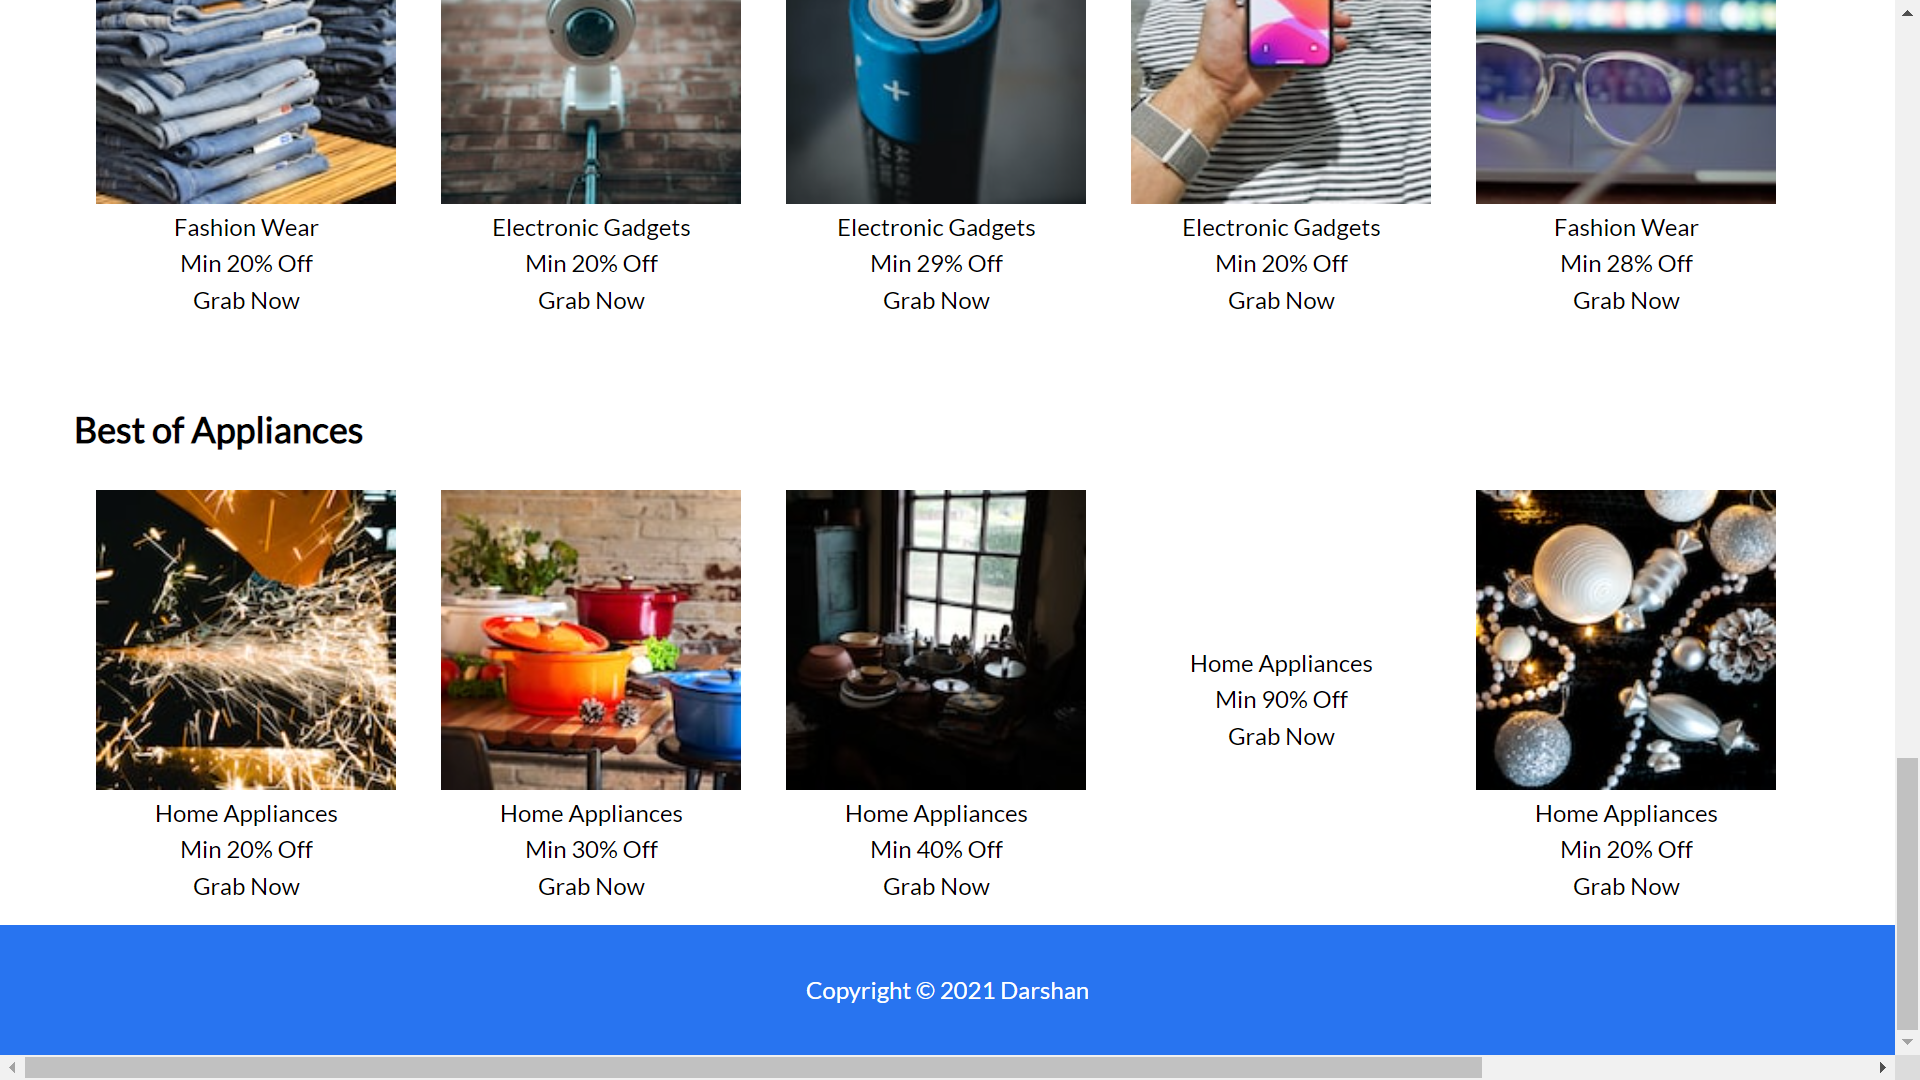 Fashion Wear
Min 20% Off
Grab Now
Electronic Gadgets
Min 20% Off
Grab Now
Electronic Gadgets
Min 29% Off
Grab Now
Electronic Gadgets
Min 20% Off
Grab Now
Fashion Wear
Min 28% Off
Grab Now
Best of Appliances
Home Appliances
Min 20% Off
Grab Now
Home Appliances
Min 30% Off
Grab Now
Home Appliances
Min 40% Off
Grab Now
Home Appliances
Min 90% Off
Grab Now
Home Appliances
Min 20% Off
Grab Now
Copyright © 2021 Darshan